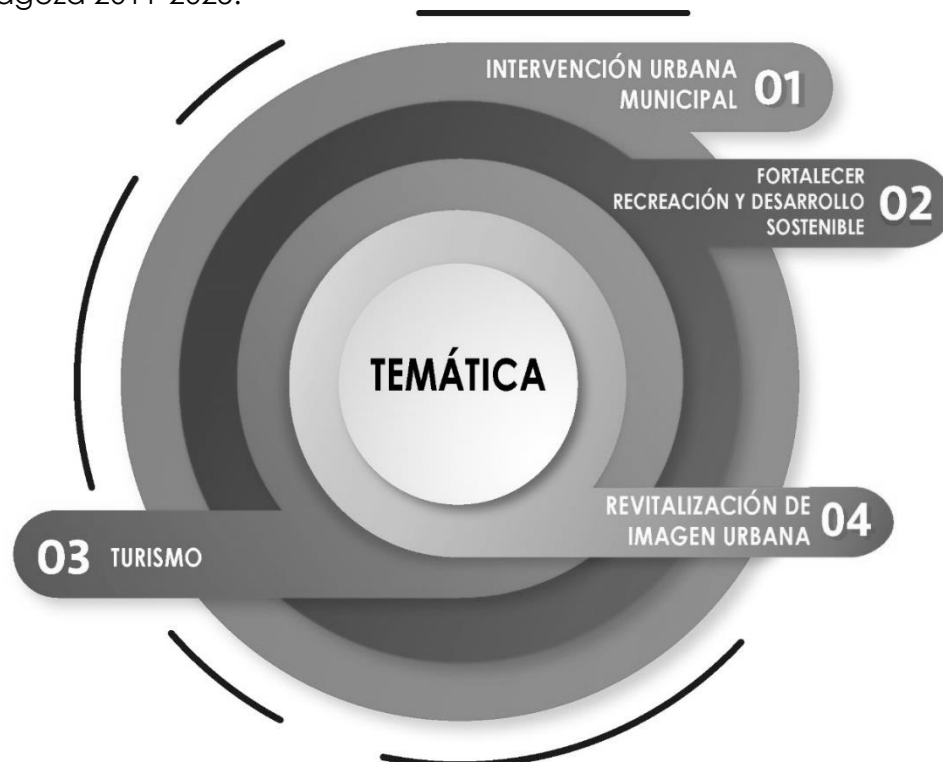 INTERVENCIÓN URBANA
MUNICIPAL 01
FORTALECER
RECREACIÓN Y DESARROLLO
SOSTENIBLE 02
TEMÁTICA
REVITALIZACIÓN DE
IMAGEN URBANA 04
03 TURISMO